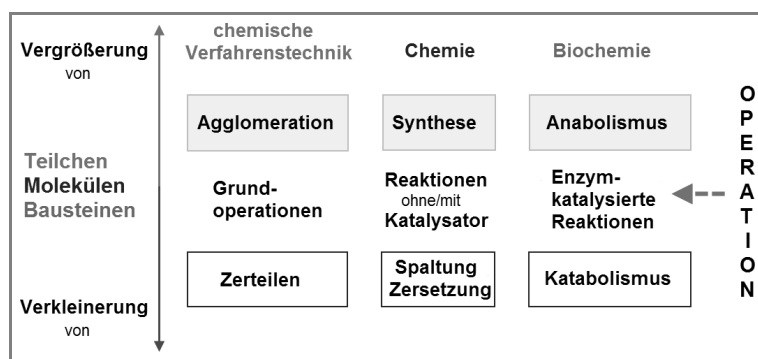 chemische
Verfahrenstechnik
Chemie
Biochemie
Vergrößerung
von
Agglomeration
Synthese
Anabolismus
Teilchen
Molekülen
Bausteinen
Grund-
operationen
Reaktionen
ohne/mit
Katalysator
Enzym-
katalysierte
Reaktionen
OPERATION
Zerteilen
Spaltung
Zersetzung
Katabolismus
Verkleinerung
von